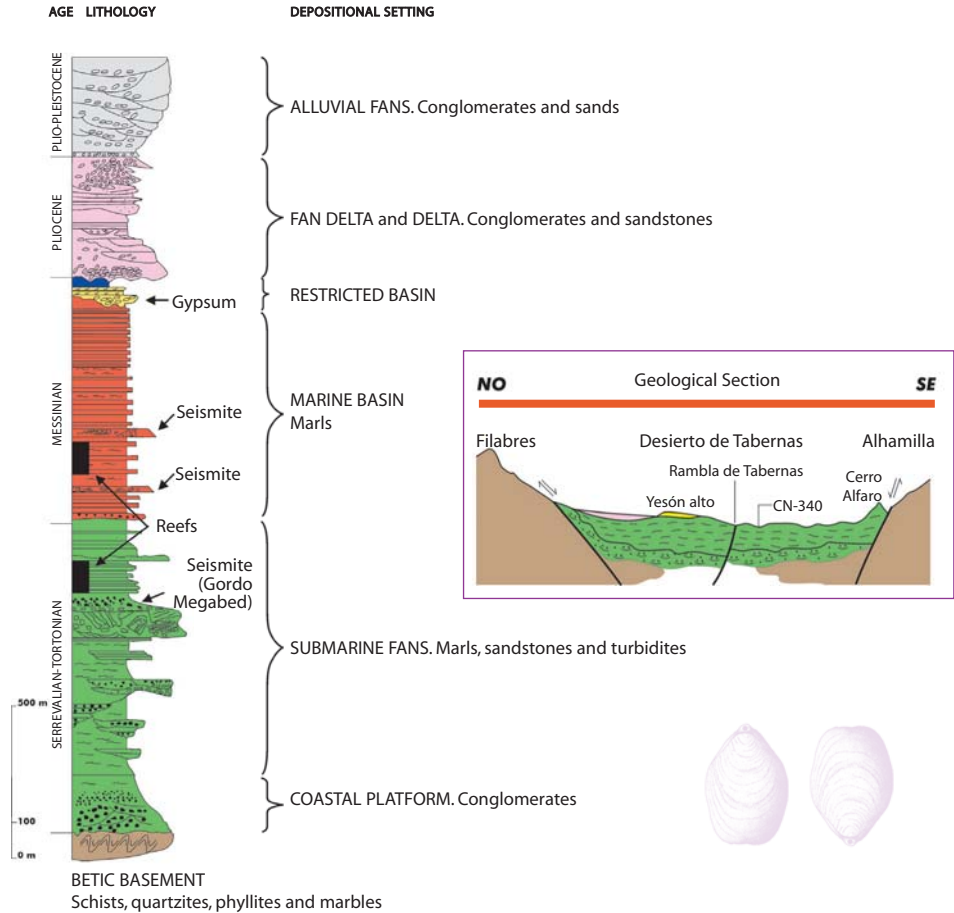 AGE LITHOLOGY DEPOSITIONAL SETTING
PLIO-PLEISTOCENE
ALLUVIAL FANS. Conglomerates and sands
PLIOCENE
FAN DELTA and DELTA. Conglomerates and sandstones
Gypsum
RESTRICTED BASIN
MESSINIAN
Seismite
MARINE BASIN
Marls
Seismite
Reefs
Seismite
(Gordo
Megabed)
SERREVALIAN-TORTONIAN
SUBMARINE FANS. Marls, sandstones and turbidites
500 m
COASTAL PLATFORM. Conglomerates
100
0 m
BETIC BASEMENT
Schists, quartzites, phyllites and marbles
NO Geological Section SE
Filabres Desierto de Tabernas Alhamilla
Rambla de Tabernas
Cerro
Alfaro
Yesón alto
CN-340